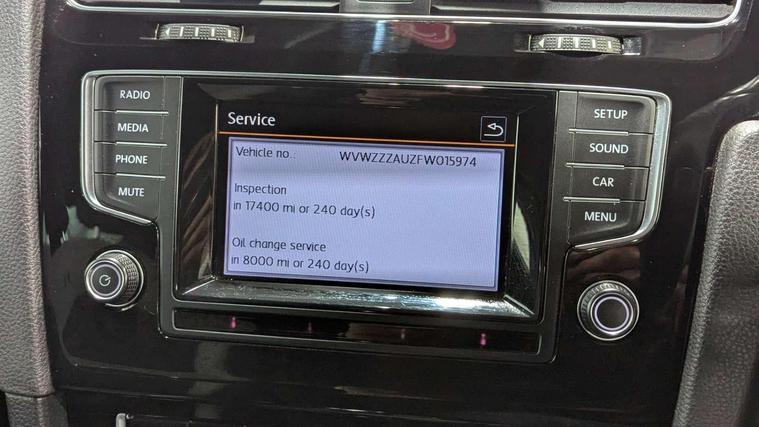 RADIO
MEDIA
PHONE
MUTE
Service
Vehicle no.: WVWZZZAUZFW015974
Inspection
in 17400 mi or 240 day(s)
Oil change service
in 8000 mi or 240 day(s)
SETUP
SOUND
CAR
MENU